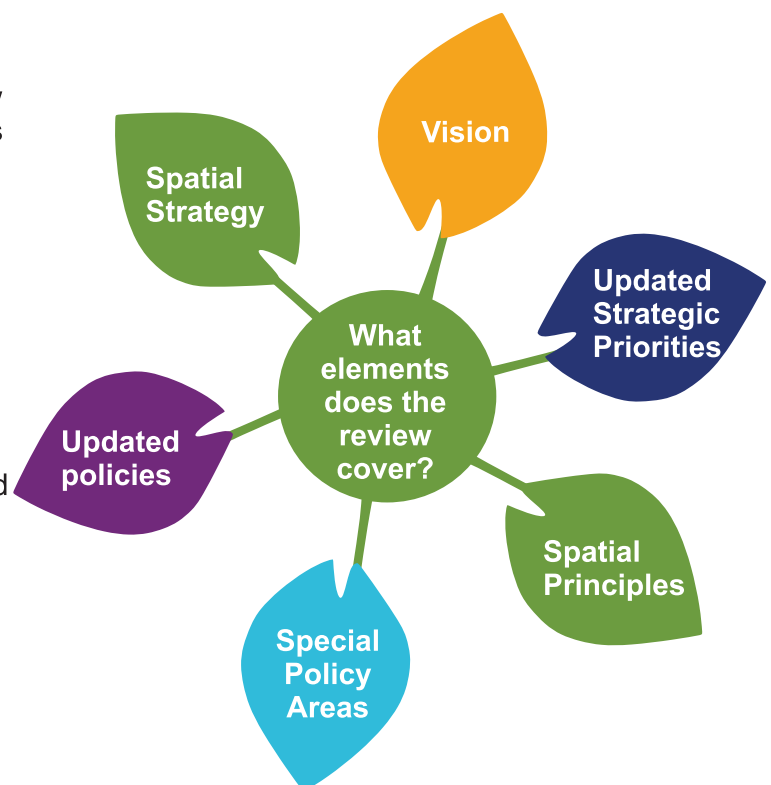 Vision
Spatial
Strategy
Updated
Strategic
Priorities
What
elements
does the
review
cover?
Updated
policies
d
Spatial
Principles
Special
Policy
Areas